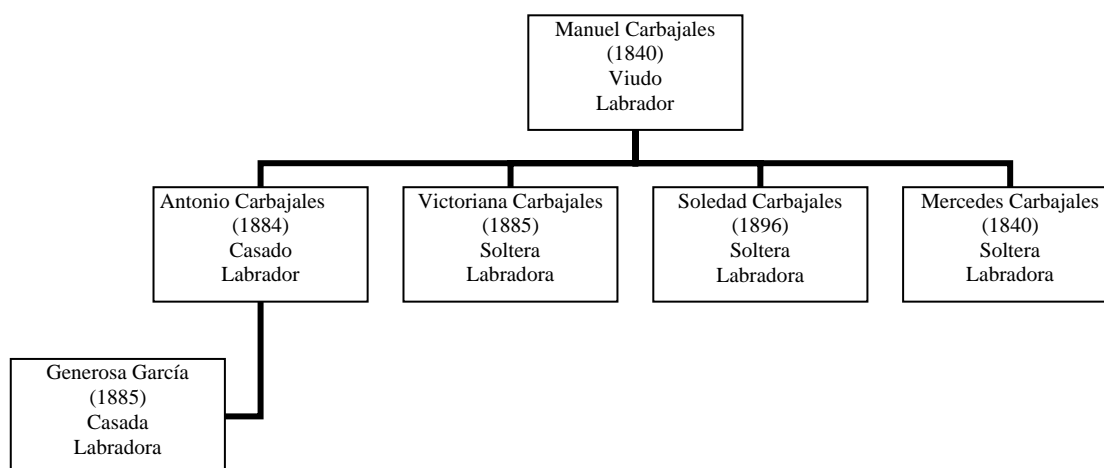 Manuel Carbajales
(1840)
Viudo
Labrador
Antonio Carbajales
(1884)
Casado
Labrador
Victoriana Carbajales
(1885)
Soltera
Labradora
Soledad Carbajales
(1896)
Soltera
Labradora
Mercedes Carbajales
(1840)
Soltera
Labradora
Generosa García
(1885)
Casada
Labradora